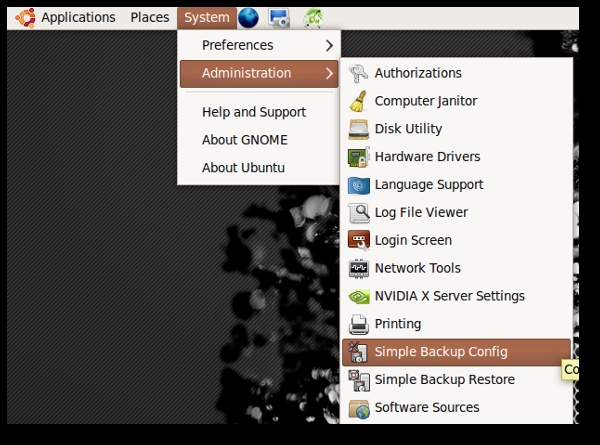 Applications Places System
Preferences
Administration
Help and Support
About GNOME
About Ubuntu
Authorizations
Computer Janitor
Disk Utility
Hardware Drivers
Language Support
Log File Viewer
Login Screen
Network Tools
NVIDIA X Server Settings
Printing
Simple Backup Config
Simple Backup Restore
Software Sources